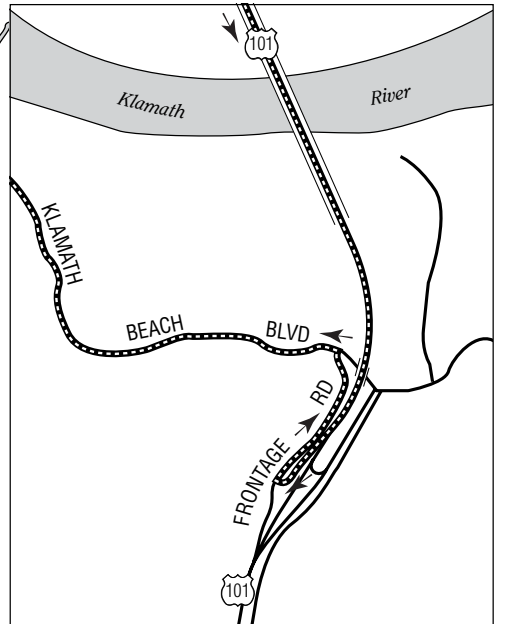 101
Klamath
River
KLAMATH
BEACH
BLVD
RD
FRONTAGE
101